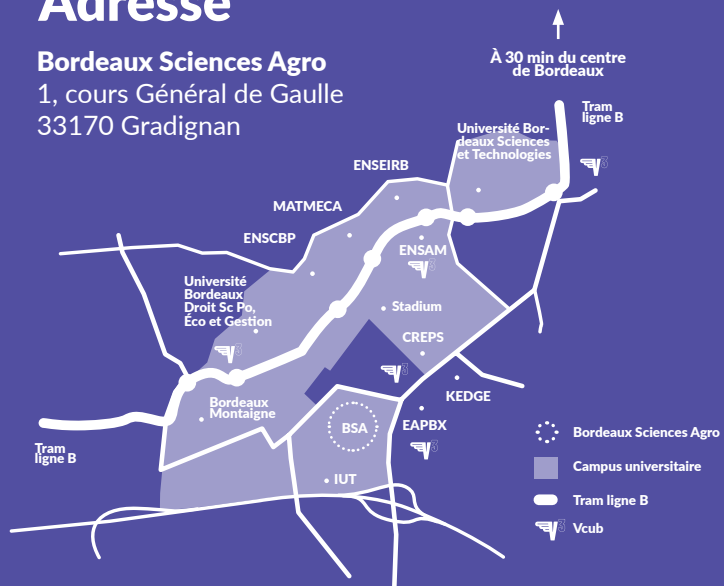 Adresse
Bordeaux Sciences Agro
1, cours Général de Gaulle
33170 Gradignan
À 30 min du centre
de Bordeaux
Tram
ligne B
Université Bor-
deaux Sciences
et Technologies
ENSEIRB
MATMECA
ENSCBP
ENSAM
Université
Bordeaux
Droit Sc Po,
Éco et Gestion
Stadium
CREPS
KEDGE
Bordeaux
Montaigne
BSA
EAPBX
Tram
ligne B
IUT
Bordeaux Sciences Agro
Campus universitaire
Tram ligne B
Vcub